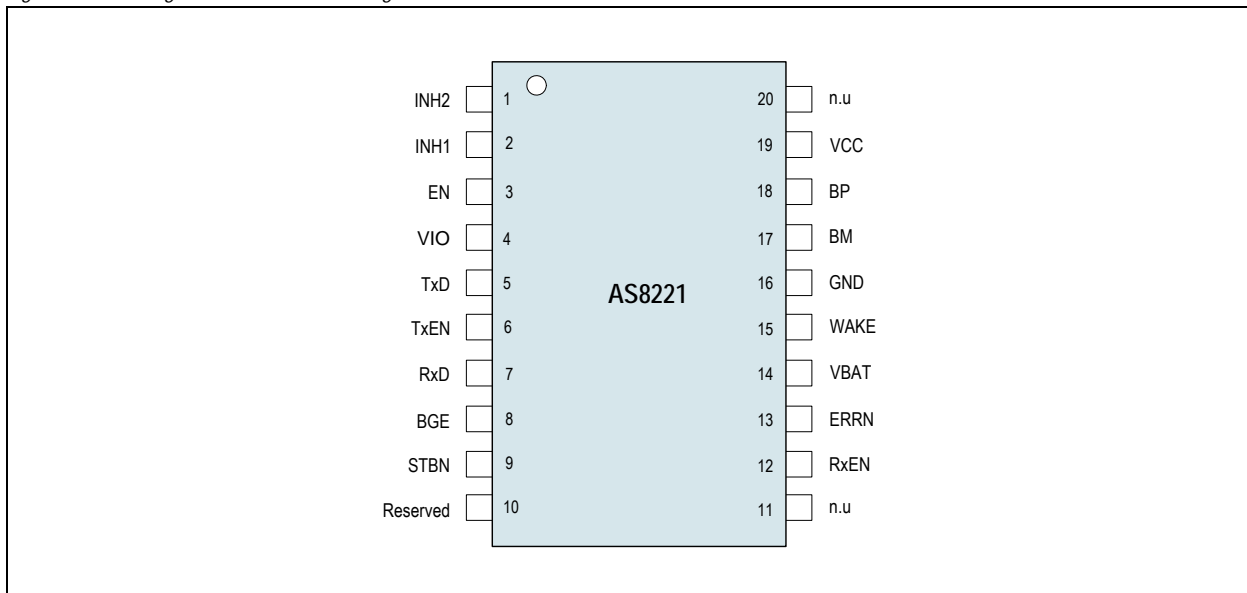 INH2 1 20 n.u
INH1 2 19 VCC
EN 3 18 BP
VIO 4 17 BM
TxD 5 16 GND
AS8221
TxEN 6 15 WAKE
RxD 7 14 VBAT
BGE 8 13 ERRN
STBN 9 12 RxEN
Reserved 10 11 n.u